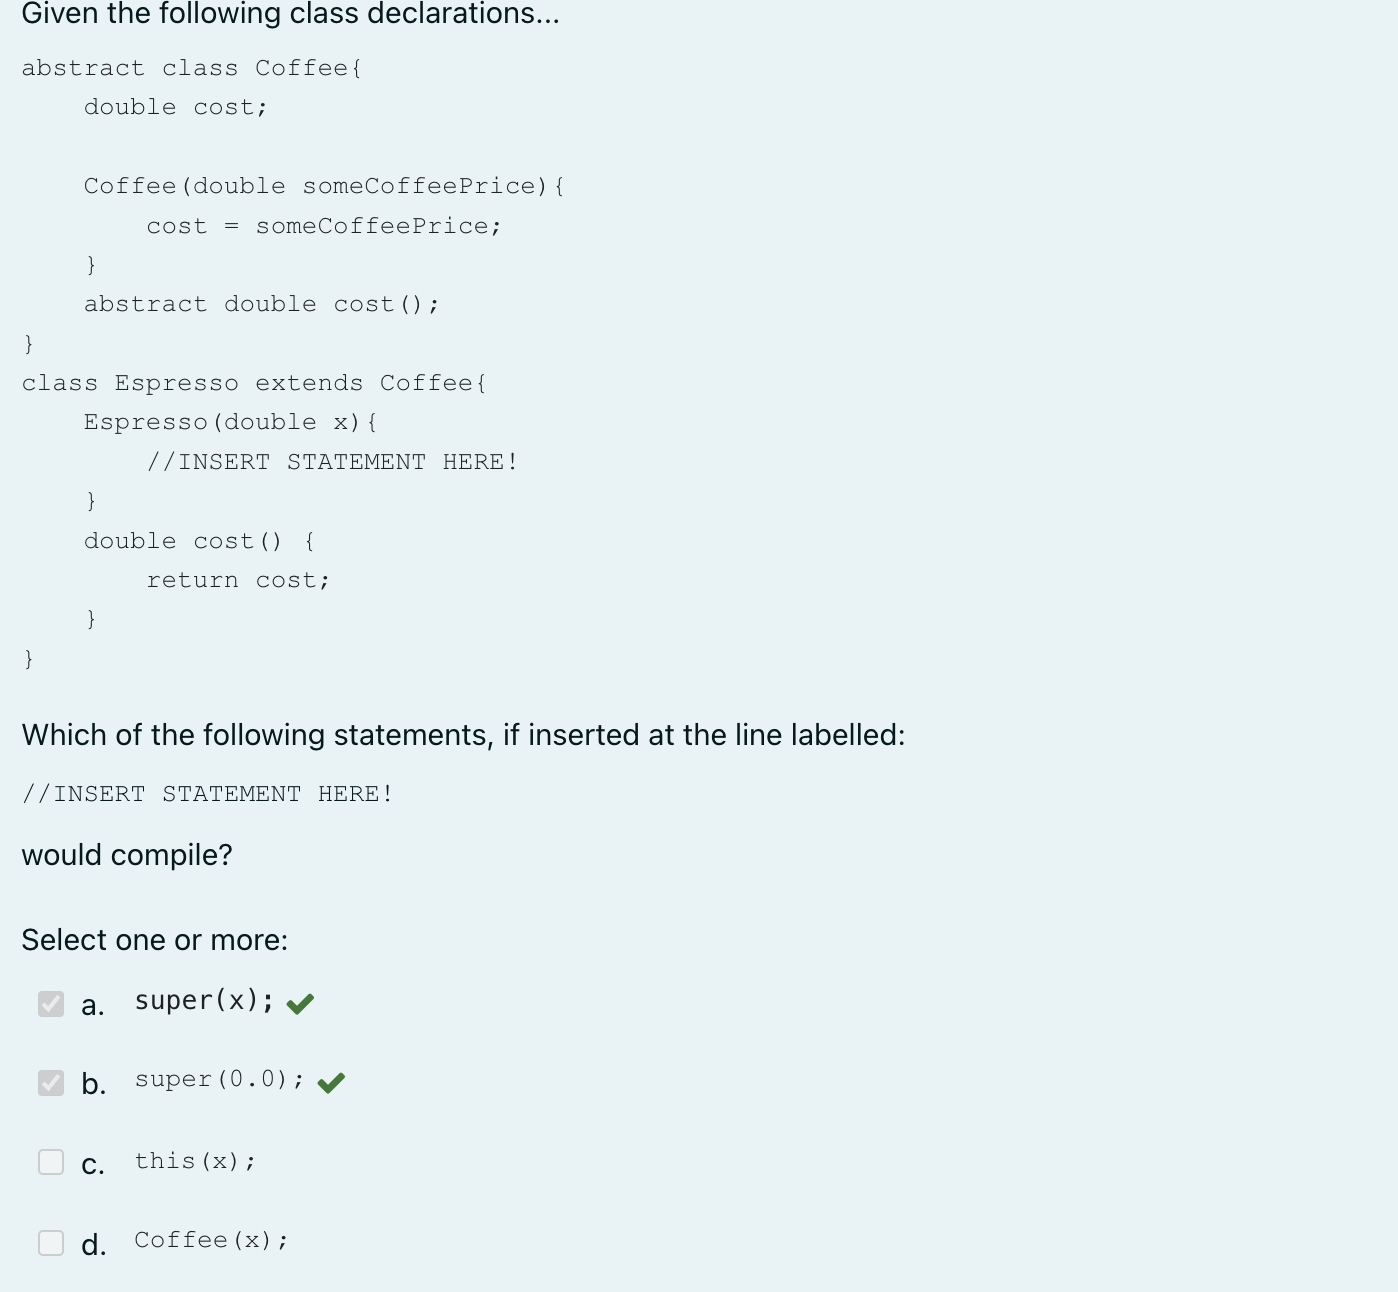 Given the following class declarations...
abstract class Coffee{
    double cost;
    Coffee(double someCoffeePrice){
        cost = someCoffeePrice;
    }
    abstract double cost();
}
class Espresso extends Coffee{
    Espresso(double x){
        //INSERT STATEMENT HERE!
    }
    double cost() {
        return cost;
    }
}
Which of the following statements, if inserted at the line labelled:
//INSERT STATEMENT HERE!
would compile?
Select one or more:
a. super(x);
b. super(0.0);
c. this(x);
d. Coffee(x);